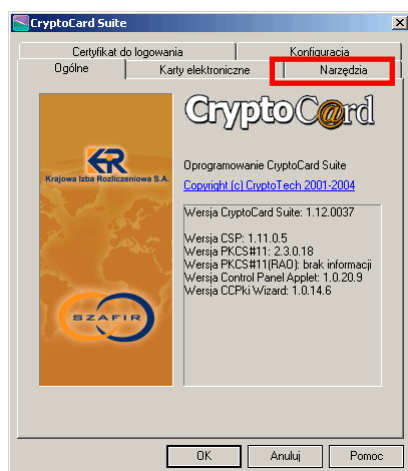 CryptoCard Suite
Certyfikat do logowania
Konfiguracja
Ogólne
Karty elektroniczne
Narzędzia
CryptoC@rd
KR
Krajowa Izba Rozliczeniowa S.A.
SZAFIR
Oprogramowanie CryptoCard Suite
Copyright (c) CryptoTech 2001-2004
Wersja CryptoCard Suite: 1.12.0037
Wersja CSP: 1.11.0.5
Wersja PKCS#11: 2.3.0.18
Wersja PKCS#11(RAO): brak informacji
Wersja Control Panel Applet: 1.0.20.9
Wersja CCPki Wizard: 1.0.14.6
OK
Anuluj
Pomoc